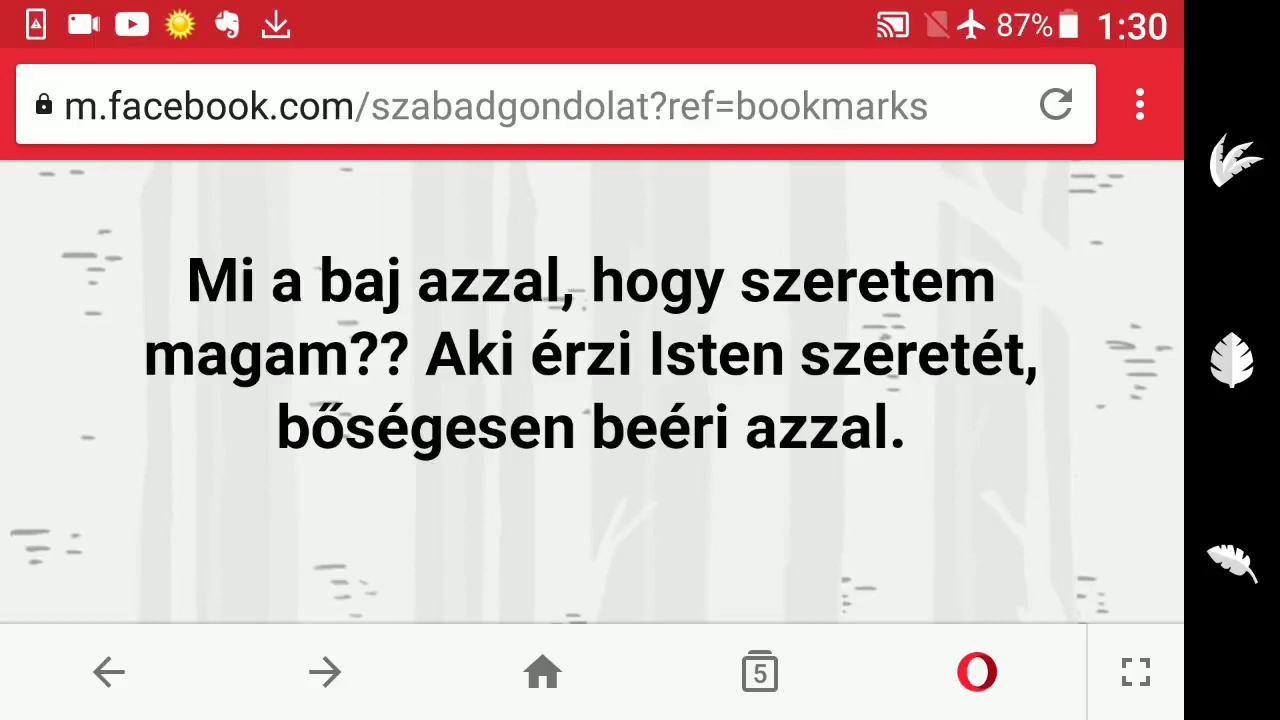 87% 1:30
m.facebook.com/szabadgondolat?ref=bookmarks
Mi a baj azzal, hogy szeretem
magam?? Aki érzi Isten szeretét,
bőségesen beéri azzal.
5